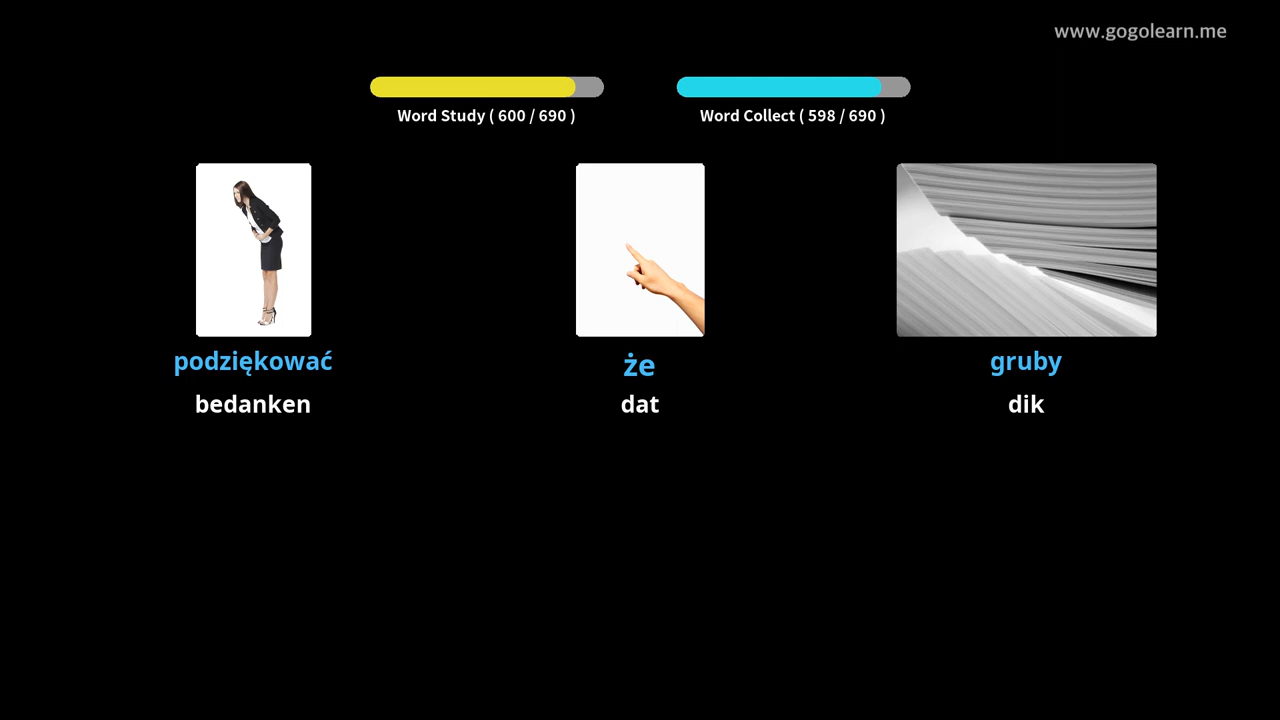 www.gogolearn.me
Word Study ( 600 / 690 )
Word Collect ( 598 / 690 )
podziękować
że
gruby
bedanken
dat
dik